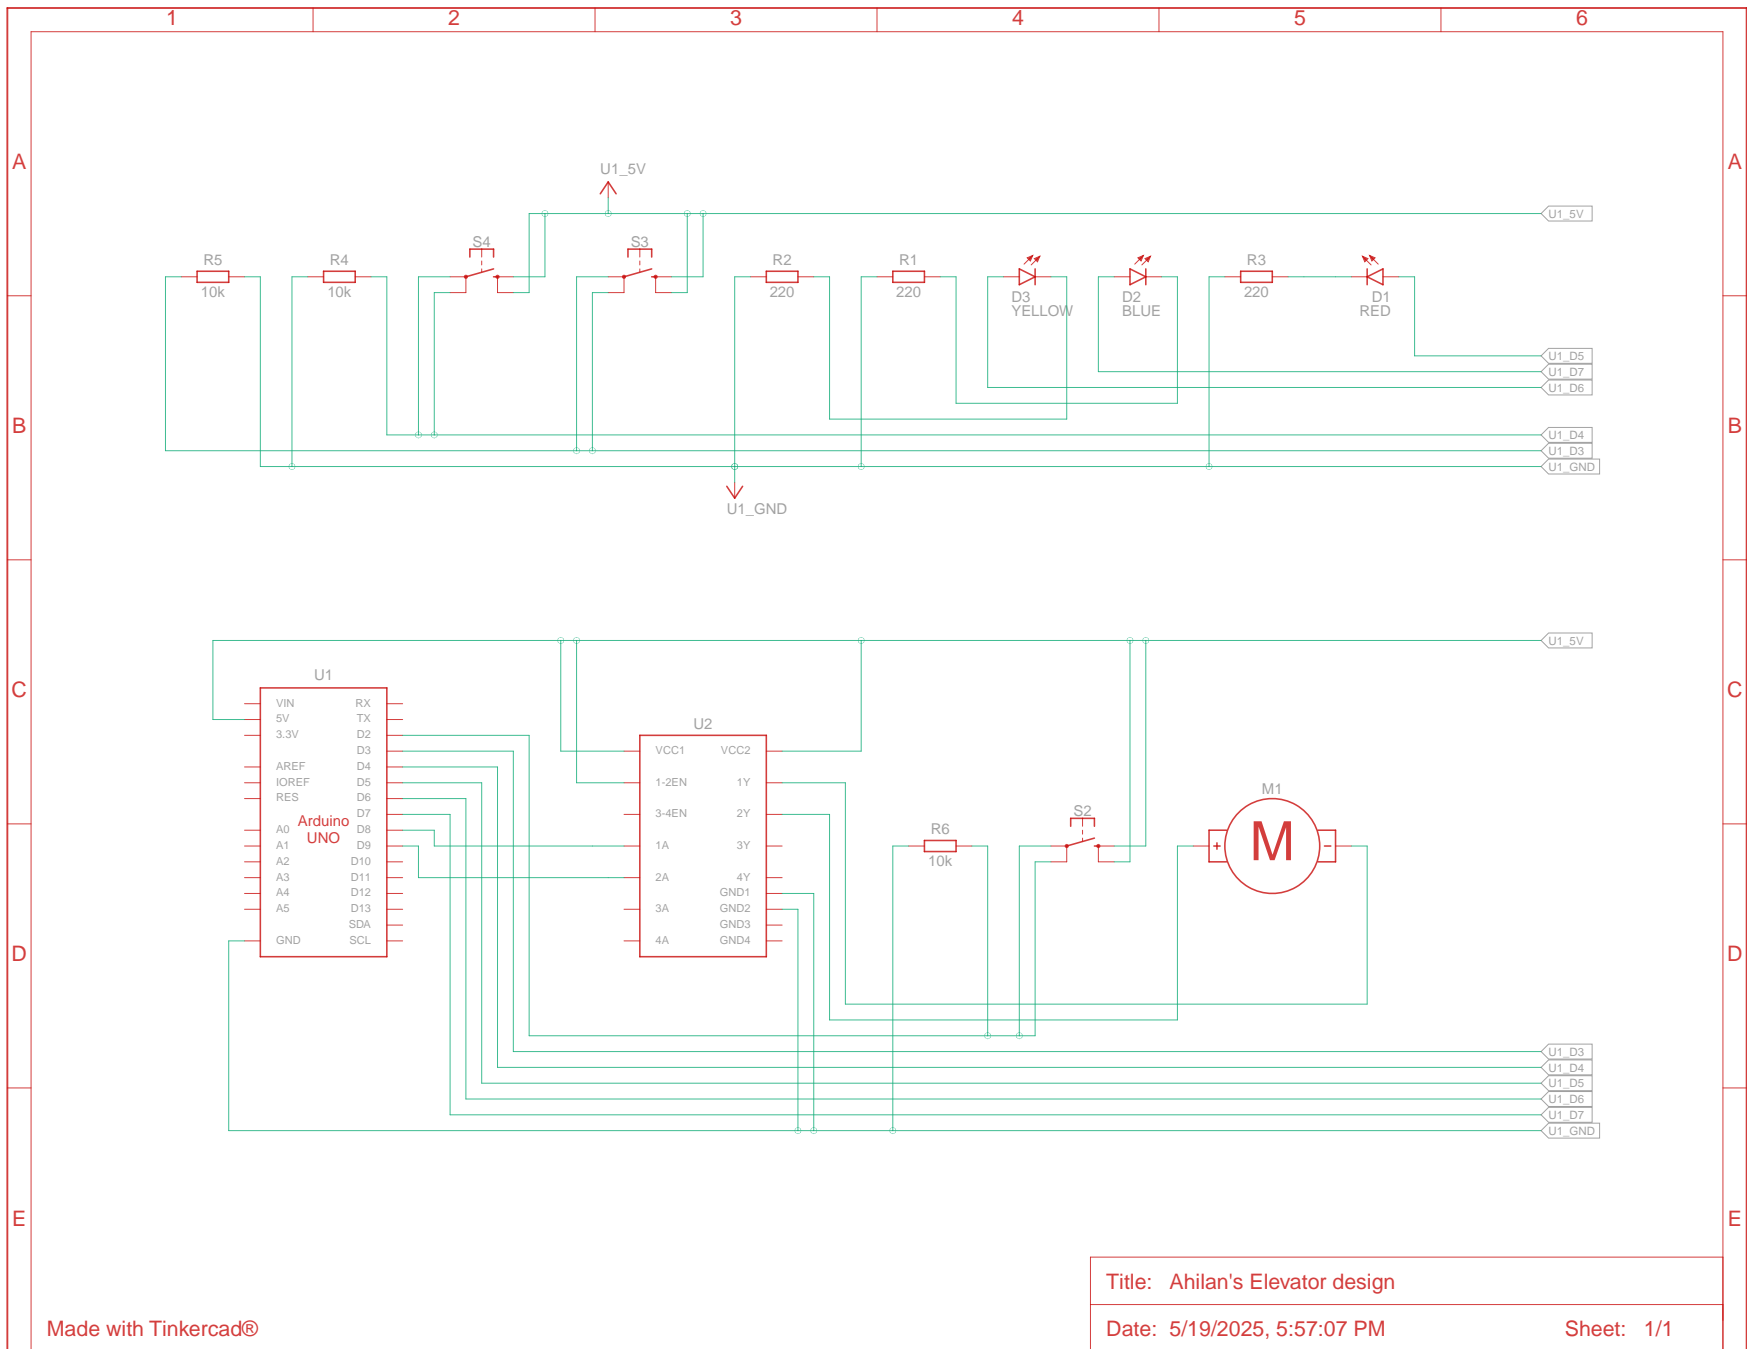 1 2 3 4 5 6
A A
U1_5V
U1_5V
S4 S3
R5 R4 R2 R1 R3
10k 10k 220 220 D3 D2 220 D1
YELLOW BLUE RED
U1_D5
U1_D7
U1_D6
B B
U1_D4
U1_D3
U1_GND
U1_GND
U1_5V
C C
U1
VIN RX
5V TX
3.3V D2
D3
AREF D4
IOREF D5
RES D6
D7
Arduino
UNO
A0 D8
A1 D9
A2 D10
A3 D11
A4 D12
A5 D13
SDA
GND SCL
U2
VCC1 VCC2
1-2EN 1Y
3-4EN 2Y
1A 3Y
2A 4Y
GND1
3A GND2
GND3
4A GND4
R6
10k
S2
M1
+ M -
D D
U1_D3
U1_D4
U1_D5
U1_D6
U1_D7
U1_GND
E E
Title: Ahilan's Elevator design
Made with Tinkercad®
Date: 5/19/2025, 5:57:07 PM Sheet: 1/1